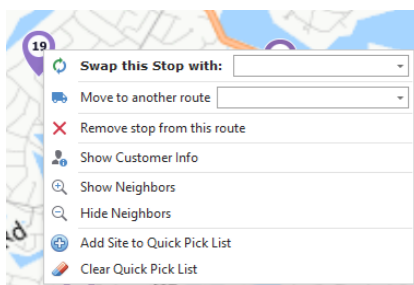 19
Swap this Stop with:
Move to another route
Remove stop from this route
Show Customer Info
Show Neighbors
Hide Neighbors
Add Site to Quick Pick List
Clear Quick Pick List